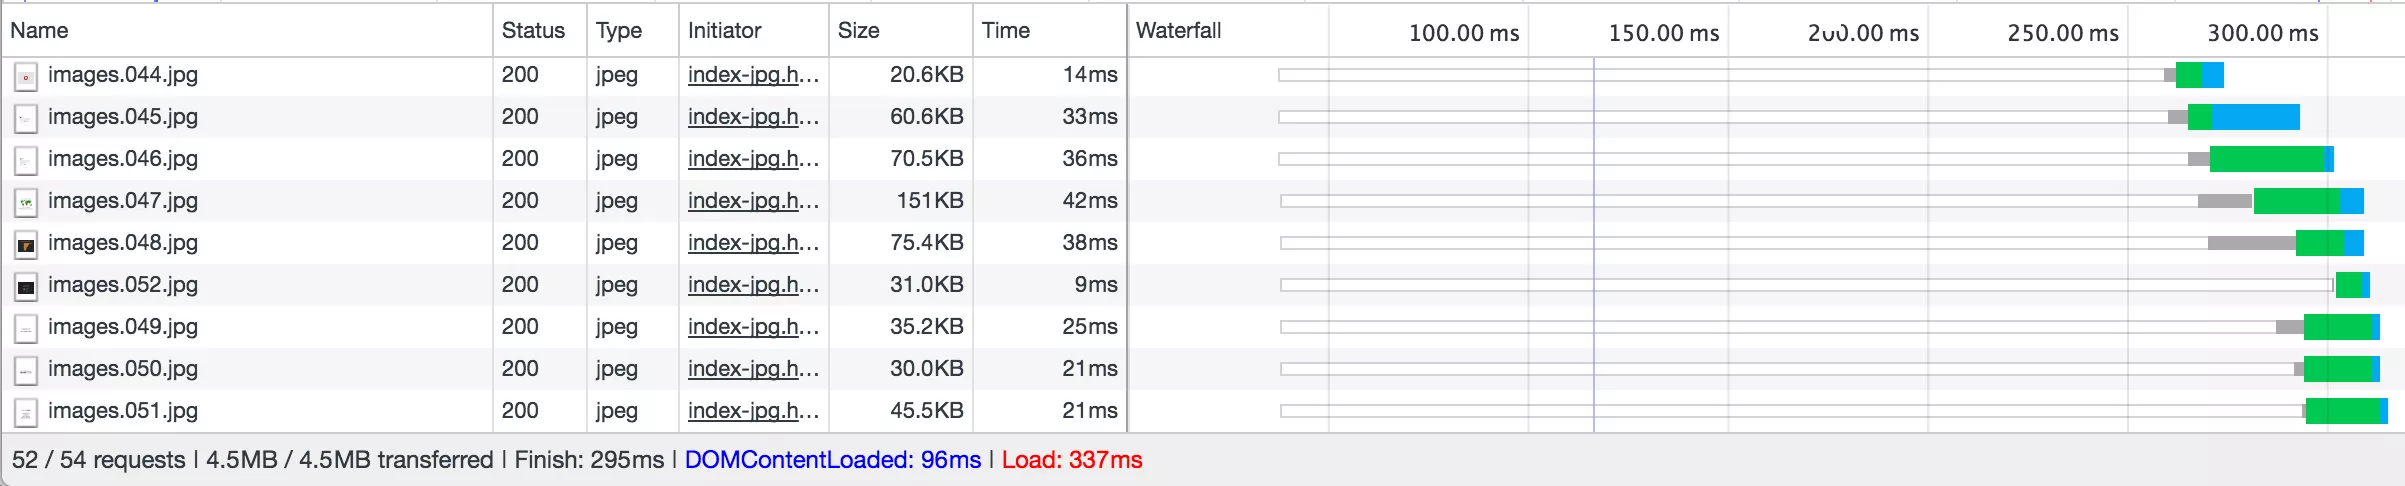 Name Status Type Initiator Size Time Waterfall 100.00 ms 150.00 ms 200.00 ms 250.00 ms 300.00 ms
images.044.jpg 200 jpeg index-jpg.h... 20.6KB 14ms
images.045.jpg 200 jpeg index-jpg.h... 60.6KB 33ms
images.046.jpg 200 jpeg index-jpg.h... 70.5KB 36ms
images.047.jpg 200 jpeg index-jpg.h... 151KB 42ms
images.048.jpg 200 jpeg index-jpg.h... 75.4KB 38ms
images.052.jpg 200 jpeg index-jpg.h... 31.0KB 9ms
images.049.jpg 200 jpeg index-jpg.h... 35.2KB 25ms
images.050.jpg 200 jpeg index-jpg.h... 30.0KB 21ms
images.051.jpg 200 jpeg index-jpg.h... 45.5KB 21ms
52 / 54 requests | 4.5MB / 4.5MB transferred | Finish: 295ms | DOMContentLoaded: 96ms | Load: 337ms